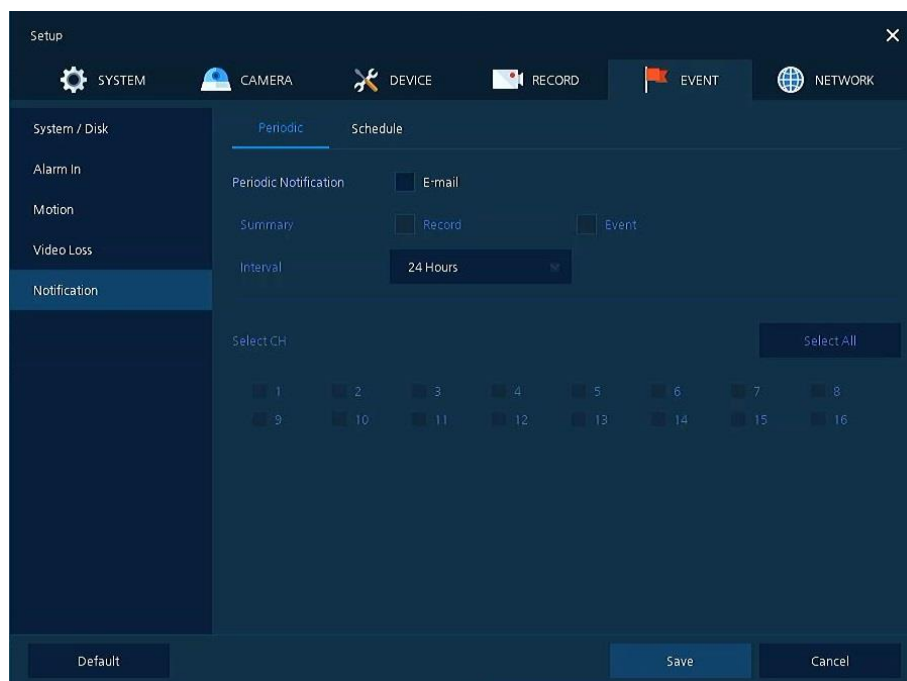 Setup
SYSTEM CAMERA DEVICE RECORD EVENT NETWORK
System / Disk
Alarm In
Motion
Video Loss
Notification
Periodic Schedule
Periodic Notification E-mail
Summary Record Event
Interval 24 Hours
Select CH Select All
1 2 3 4 5 6 7 8
9 10 11 12 13 14 15 16
Default Save Cancel